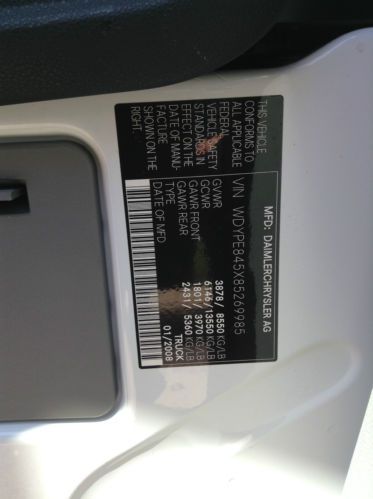 MFD: DAIMLERCHRYSLER AG
VIN: WDYPE845X85269985
THIS VEHICLE
CONFORMS TO
ALL APPLICABLE
FEDERAL
VEHICLE SAFETY
STANDARDS IN
EFFECT ON THE
DATE OF MANU-
FACTURE
SHOWN ON THE
RIGHT.
GVWR 3878/ 8550 KG/LB
GCWR 6146/13550 KG/LB
GAWR FRONT 1801/ 3970 KG/LB
GAWR REAR 2431/ 5360 KG/LB
TYPE TRUCK
DATE OF MFD. 01/2008